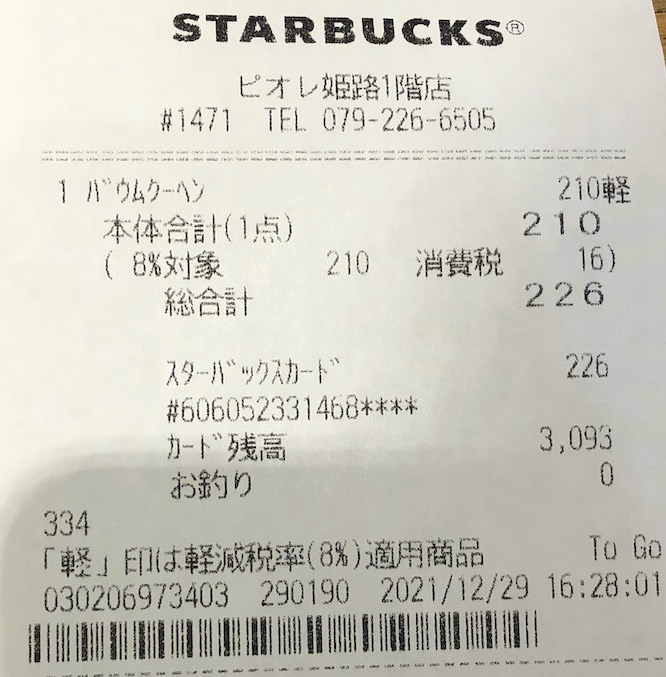 STARBUCKS®
ピオレ姫路1階店
#1471 TEL 079-226-6505
1 バウムクーヘン 210軽
本体合計(1点) 210
( 8%対象 210 消費税 16)
総合計 226
スターバックスカード 226
#606052331468****
カード残高 3,093
お釣り 0
334
「軽」印は軽減税率(8%)適用商品 To Go
030206973403 290190 2021/12/29 16:28:01